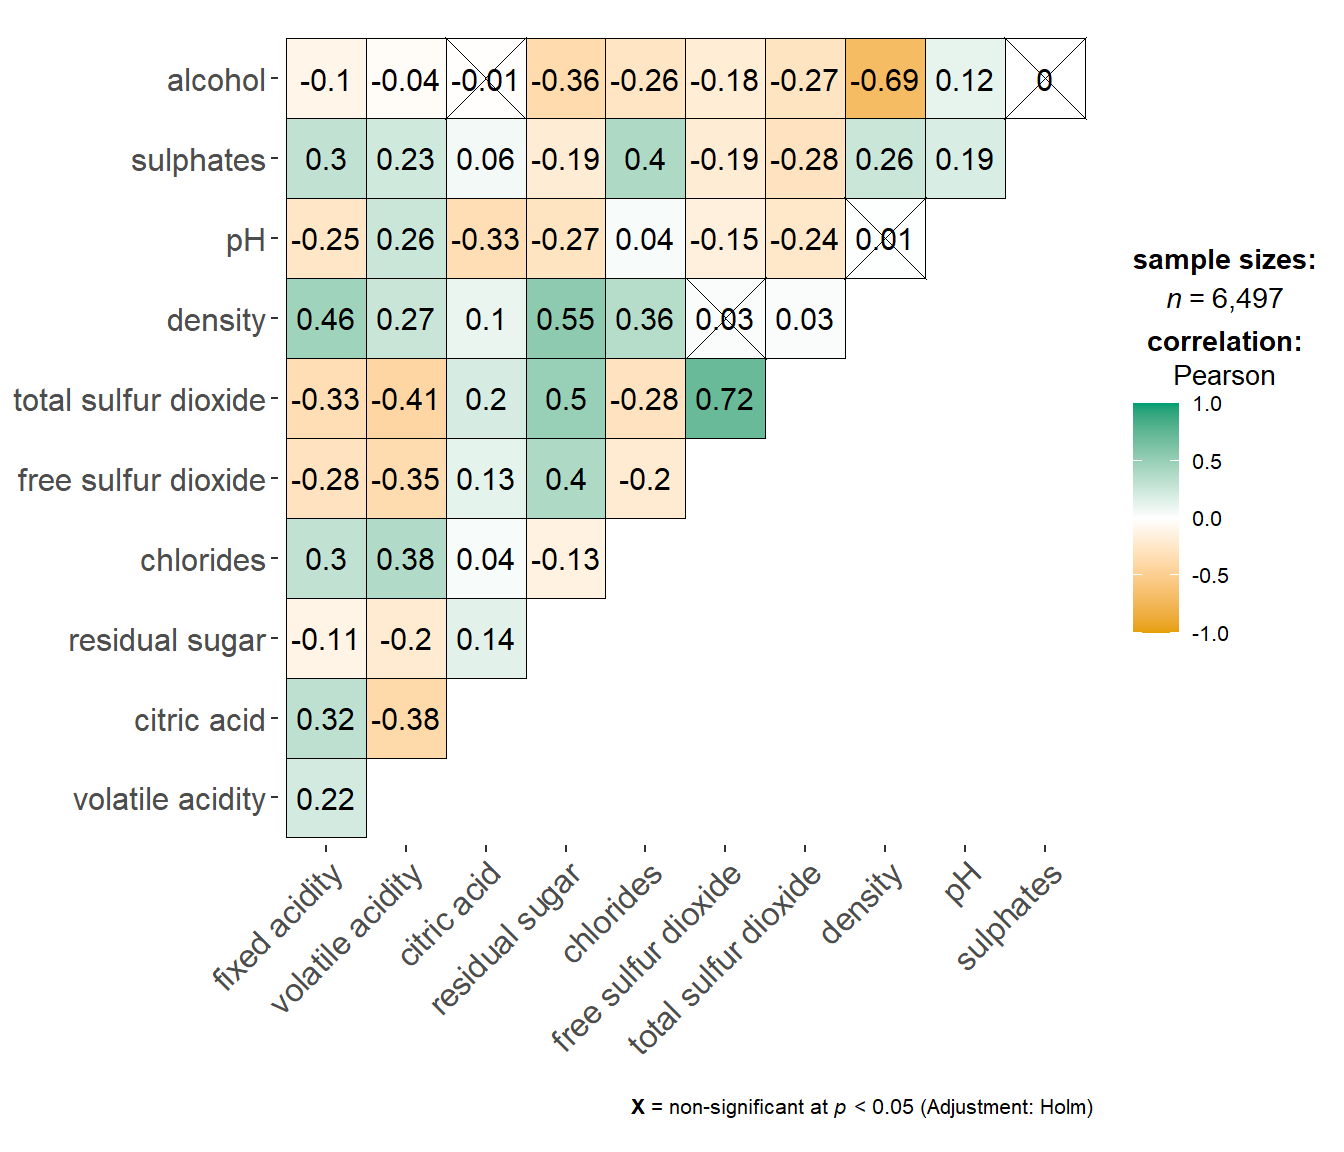 alcohol -0.1 -0.04 -0.01 -0.36 -0.26 -0.18 -0.27 -0.69 0.12 0
sulphates 0.3 0.23 0.06 -0.19 0.4 -0.19 -0.28 0.26 0.19
pH -0.25 0.26 -0.33 -0.27 0.04 -0.15 -0.24 0.01
density 0.46 0.27 0.1 0.55 0.36 0.03 0.03
total sulfur dioxide -0.33 -0.41 0.2 0.5 -0.28 0.72
free sulfur dioxide -0.28 -0.35 0.13 0.4 -0.2
chlorides 0.3 0.38 0.04 -0.13
residual sugar -0.11 -0.2 0.14
citric acid 0.32 -0.38
volatile acidity 0.22
fixed acidity
volatile acidity
citric acid
residual sugar
chlorides
free sulfur dioxide
total sulfur dioxide
density
pH
sulphates
sample sizes:
n = 6,497
correlation:
Pearson
1.0
0.5
0.0
-0.5
-1.0
X = non-significant at p < 0.05 (Adjustment: Holm)